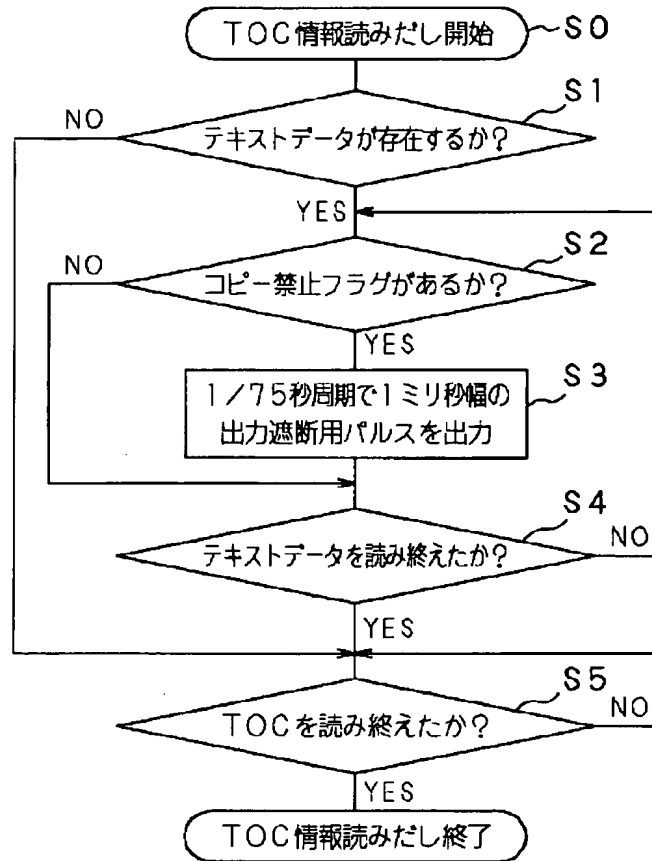 TOC情報読みだし開始
S0
S1
NO
テキストデータが存在するか?
YES
S2
NO
コピー禁止フラグがあるか?
YES
S3
1/75秒周期で1ミリ秒幅の
出力遮断用パルスを出力
S4
テキストデータを読み終えたか?
NO
YES
S5
TOCを読み終えたか?
NO
YES
TOC情報読みだし終了